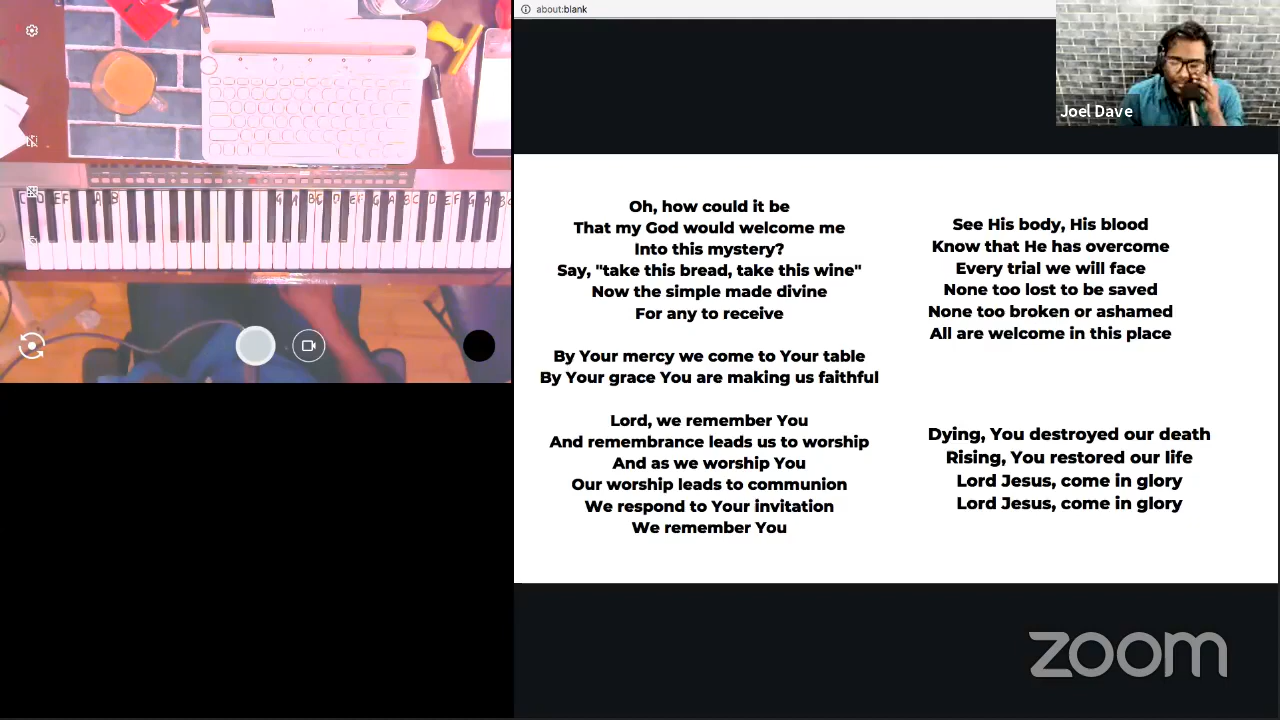 about:blank
Joel Dave
Oh, how could it be
That my God would welcome me
Into this mystery?
Say, "take this bread, take this wine"
Now the simple made divine
For any to receive
By Your mercy we come to Your table
By Your grace You are making us faithful
Lord, we remember You
And remembrance leads us to worship
And as we worship You
Our worship leads to communion
We respond to Your invitation
We remember You
See His body, His blood
Know that He has overcome
Every trial we will face
None too lost to be saved
None too broken or ashamed
All are welcome in this place
Dying, You destroyed our death
Rising, You restored our life
Lord Jesus, come in glory
Lord Jesus, come in glory
zoom